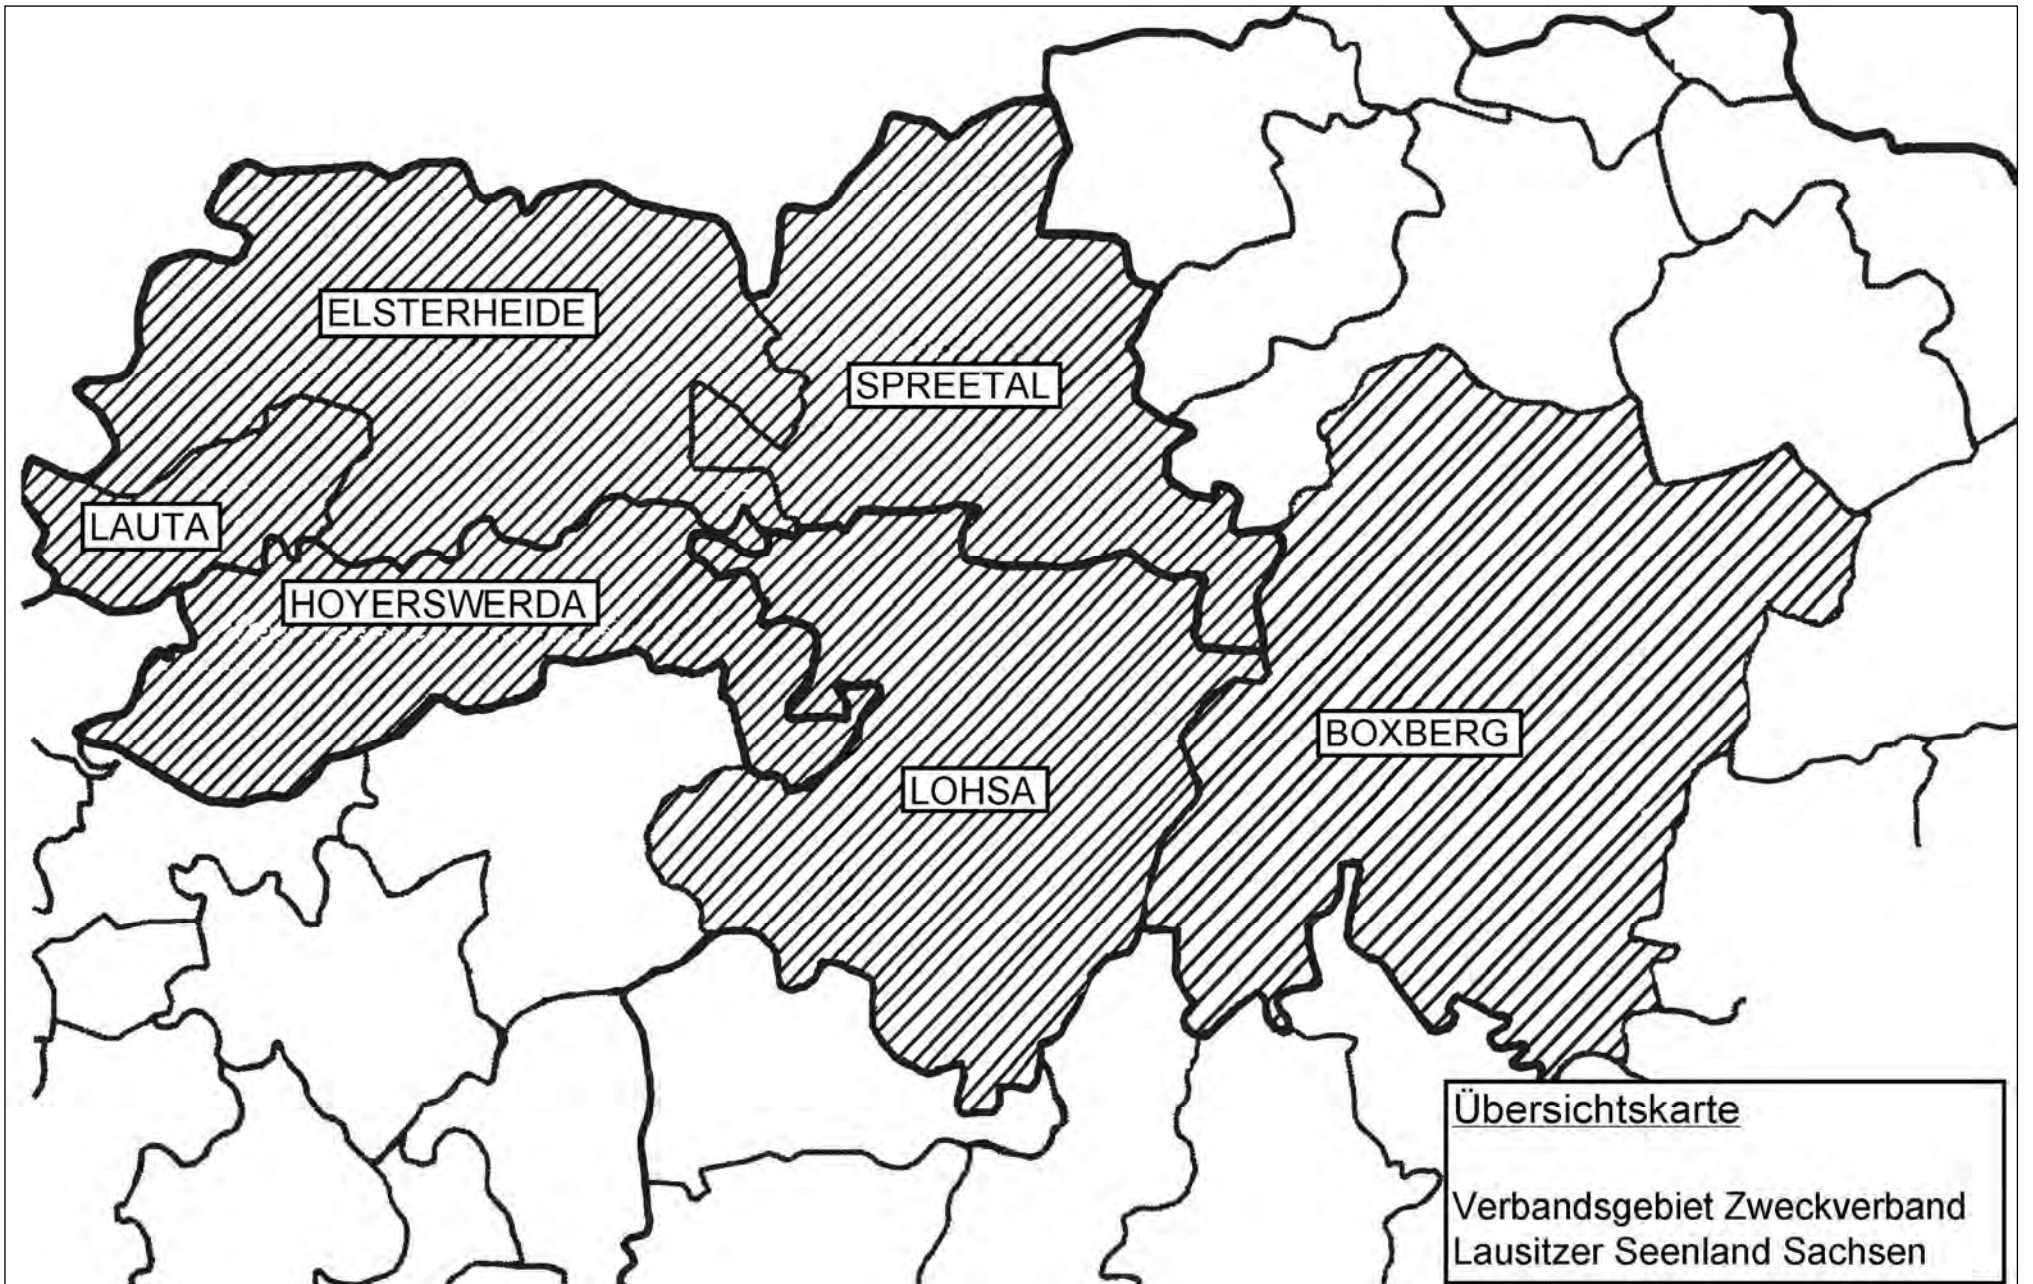 ELSTERHEIDE
SPREETAL
LAUTA
HOYERSWERDA
BOXBERG
LOHSA
Übersichtskarte
Verbandsgebiet Zweckverband
Lausitzer Seenland Sachsen